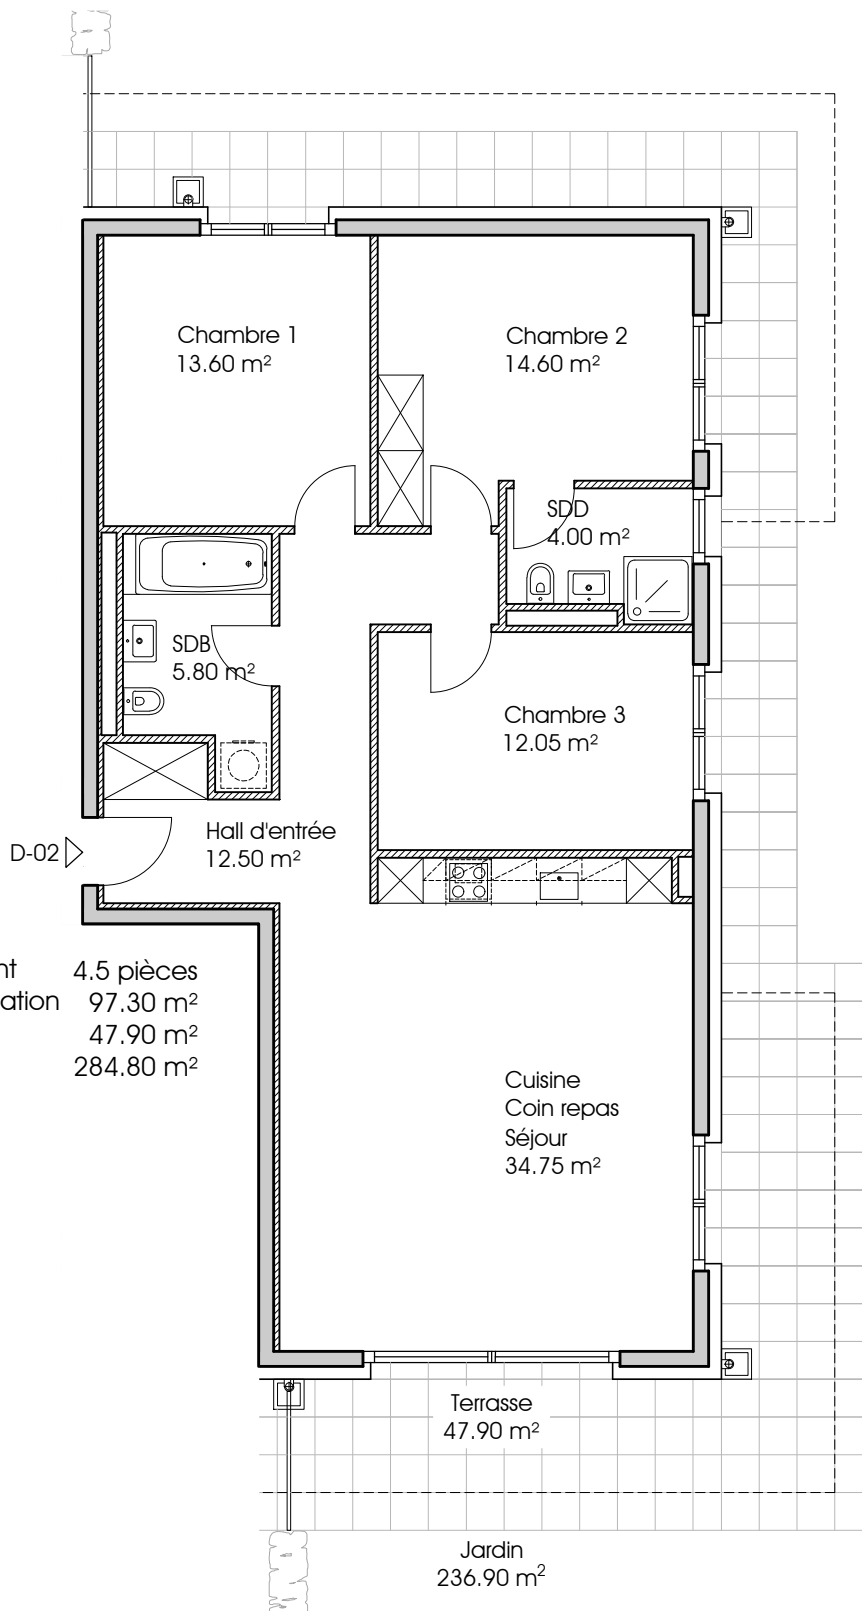 Chambre 1
13.60 m²
Chambre 2
14.60 m²
SDD
4.00 m²
SDB
5.80 m²
Chambre 3
12.05 m²
Hall d'entrée
12.50 m²
D-02
4.5 pièces
97.30 m²
47.90 m²
284.80 m²
Cuisine
Coin repas
Séjour
34.75 m²
Terrasse
47.90 m²
Jardin
236.90 m²